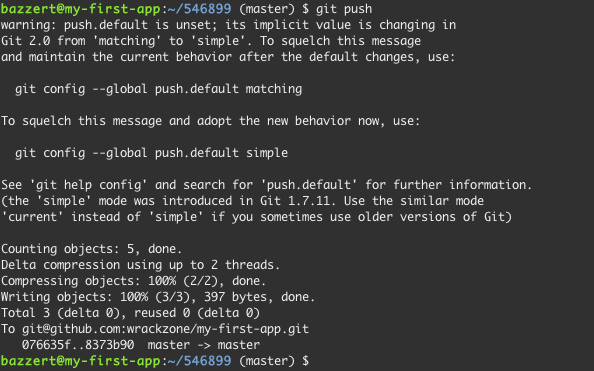 bazzert@my-first-app:~/546899 (master) $ git push
warning: push.default is unset; its implicit value is changing in
Git 2.0 from 'matching' to 'simple'. To squelch this message
and maintain the current behavior after the default changes, use:

  git config --global push.default matching

To squelch this message and adopt the new behavior now, use:

  git config --global push.default simple

See 'git help config' and search for 'push.default' for further information.
(the 'simple' mode was introduced in Git 1.7.11. Use the similar mode
'current' instead of 'simple' if you sometimes use older versions of Git)

Counting objects: 5, done.
Delta compression using up to 2 threads.
Compressing objects: 100% (2/2), done.
Writing objects: 100% (3/3), 397 bytes, done.
Total 3 (delta 0), reused 0 (delta 0)
To git@github.com:wrackzone/my-first-app.git
   076635f..8373b90  master -> master
bazzert@my-first-app:~/546899 (master) $